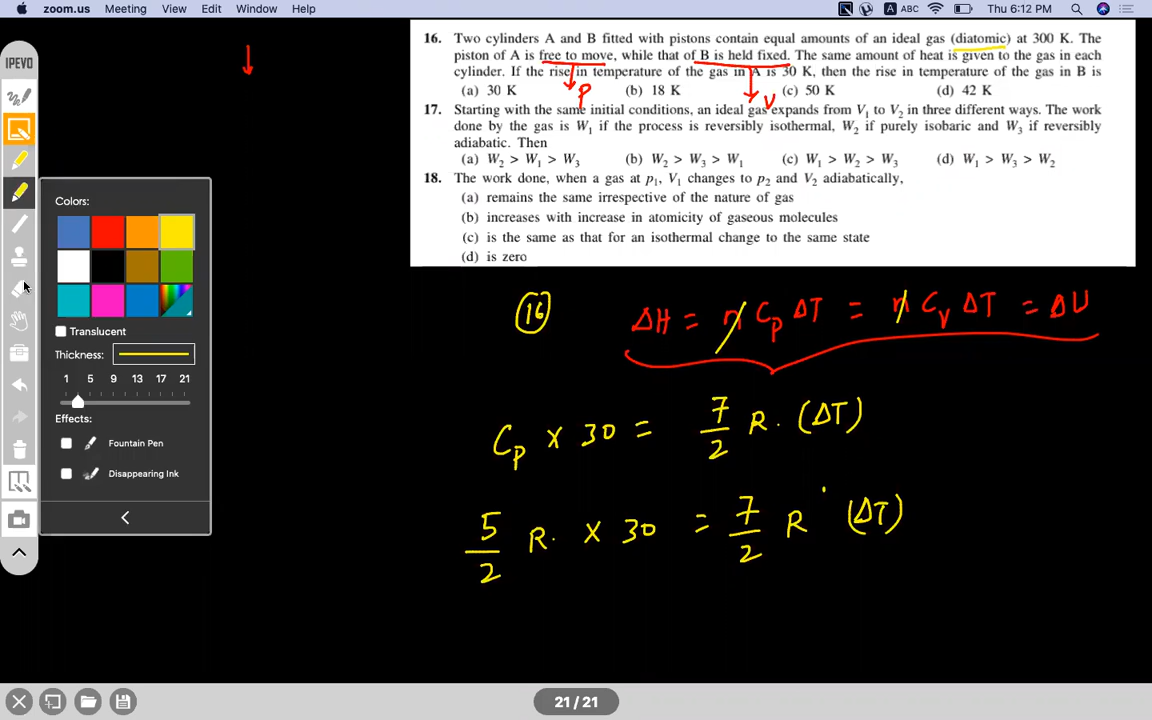 zoom.us Meeting View Edit Window Help
A ABC Thu 6:12 PM
IPEVO
16. Two cylinders A and B fitted with pistons contain equal amounts of an ideal gas (diatomic) at 300 K. The
piston of A is free to move, while that of B is held fixed. The same amount of heat is given to the gas in each
cylinder. If the rise in temperature of the gas in A is 30 K, then the rise in temperature of the gas in B is
(a) 30 K (b) 18 K (c) 50 K (d) 42 K
P V
17. Starting with the same initial conditions, an ideal gas expands from V₁ to V₂ in three different ways. The work
done by the gas is W₁ if the process is reversibly isothermal, W₂ if purely isobaric and W₃ if reversibly
adiabatic. Then
(a) W₂ > W₁ > W₃ (b) W₂ > W₃ > W₁ (c) W₁ > W₂ > W₃ (d) W₁ > W₃ > W₂
18. The work done, when a gas at p₁, V₁ changes to p₂ and V₂ adiabatically,
(a) remains the same irrespective of the nature of gas
(b) increases with increase in atomicity of gaseous molecules
(c) is the same as that for an isothermal change to the same state
(d) is zero
Colors:
Translucent
Thickness:
1 5 9 13 17 21
Effects:
Fountain Pen
Disappearing Ink
16 ΔH = n Cp ΔT = n Cv ΔT = ΔU
Cp × 30 = 7/2 R. (ΔT)
5/2 R. × 30 = 7/2 R (ΔT)
21 / 21